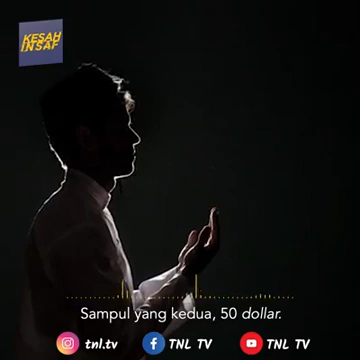 KESAH
INSAF
Sampul yang kedua, 50 dollar.
tnl.tv TNL TV TNL TV